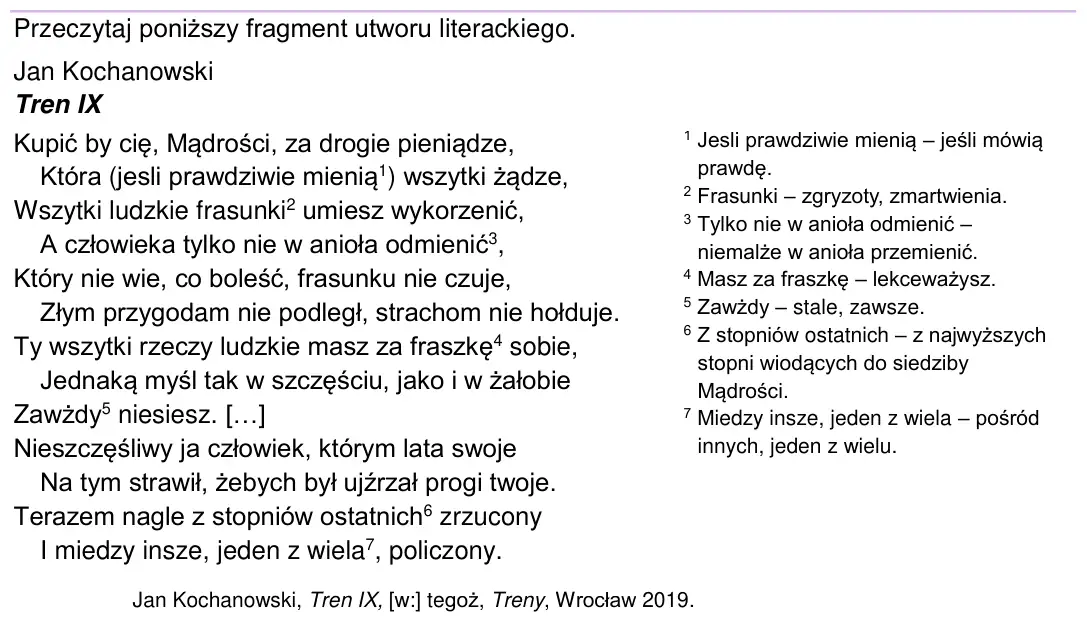 Przeczytaj poniższy fragment utworu literackiego.
Jan Kochanowski
Tren IX
Kupić by cię, Mądrości, za drogie pieniądze,
Która (jesli prawdziwie mienią¹) wszytki żądze,
Wszytki ludzkie frasunki² umiesz wykorzenić,
A człowieka tylko nie w anioła odmienić³,
Który nie wie, co boleść, frasunku nie czuje,
Złym przygodam nie podległ, strachom nie hołduje.
Ty wszytki rzeczy ludzkie masz za fraszkę⁴ sobie,
Jednaką myśl tak w szczęściu, jako i w żałobie
Zawżdy⁵ niesiesz. […]
Nieszczęśliwy ja człowiek, którym lata swoje
Na tym strawił, żebych był ujźrzał progi twoje.
Terazem nagle z stopniów ostatnich⁶ zrzucony
I miedzy insze, jeden z wiela⁷, policzony.
¹ Jesli prawdziwie mienią – jeśli mówią
prawdę.
² Frasunki – zgryzoty, zmartwienia.
³ Tylko nie w anioła odmienić –
niemalże w anioła przemienić.
⁴ Masz za fraszkę – lekceważysz.
⁵ Zawżdy – stale, zawsze.
⁶ Z stopniów ostatnich – z najwyższych
stopni wiodących do siedziby
Mądrości.
⁷ Miedzy insze, jeden z wiela – pośród
innych, jeden z wielu.
Jan Kochanowski, Tren IX, [w:] tegoż, Treny, Wrocław 2019.